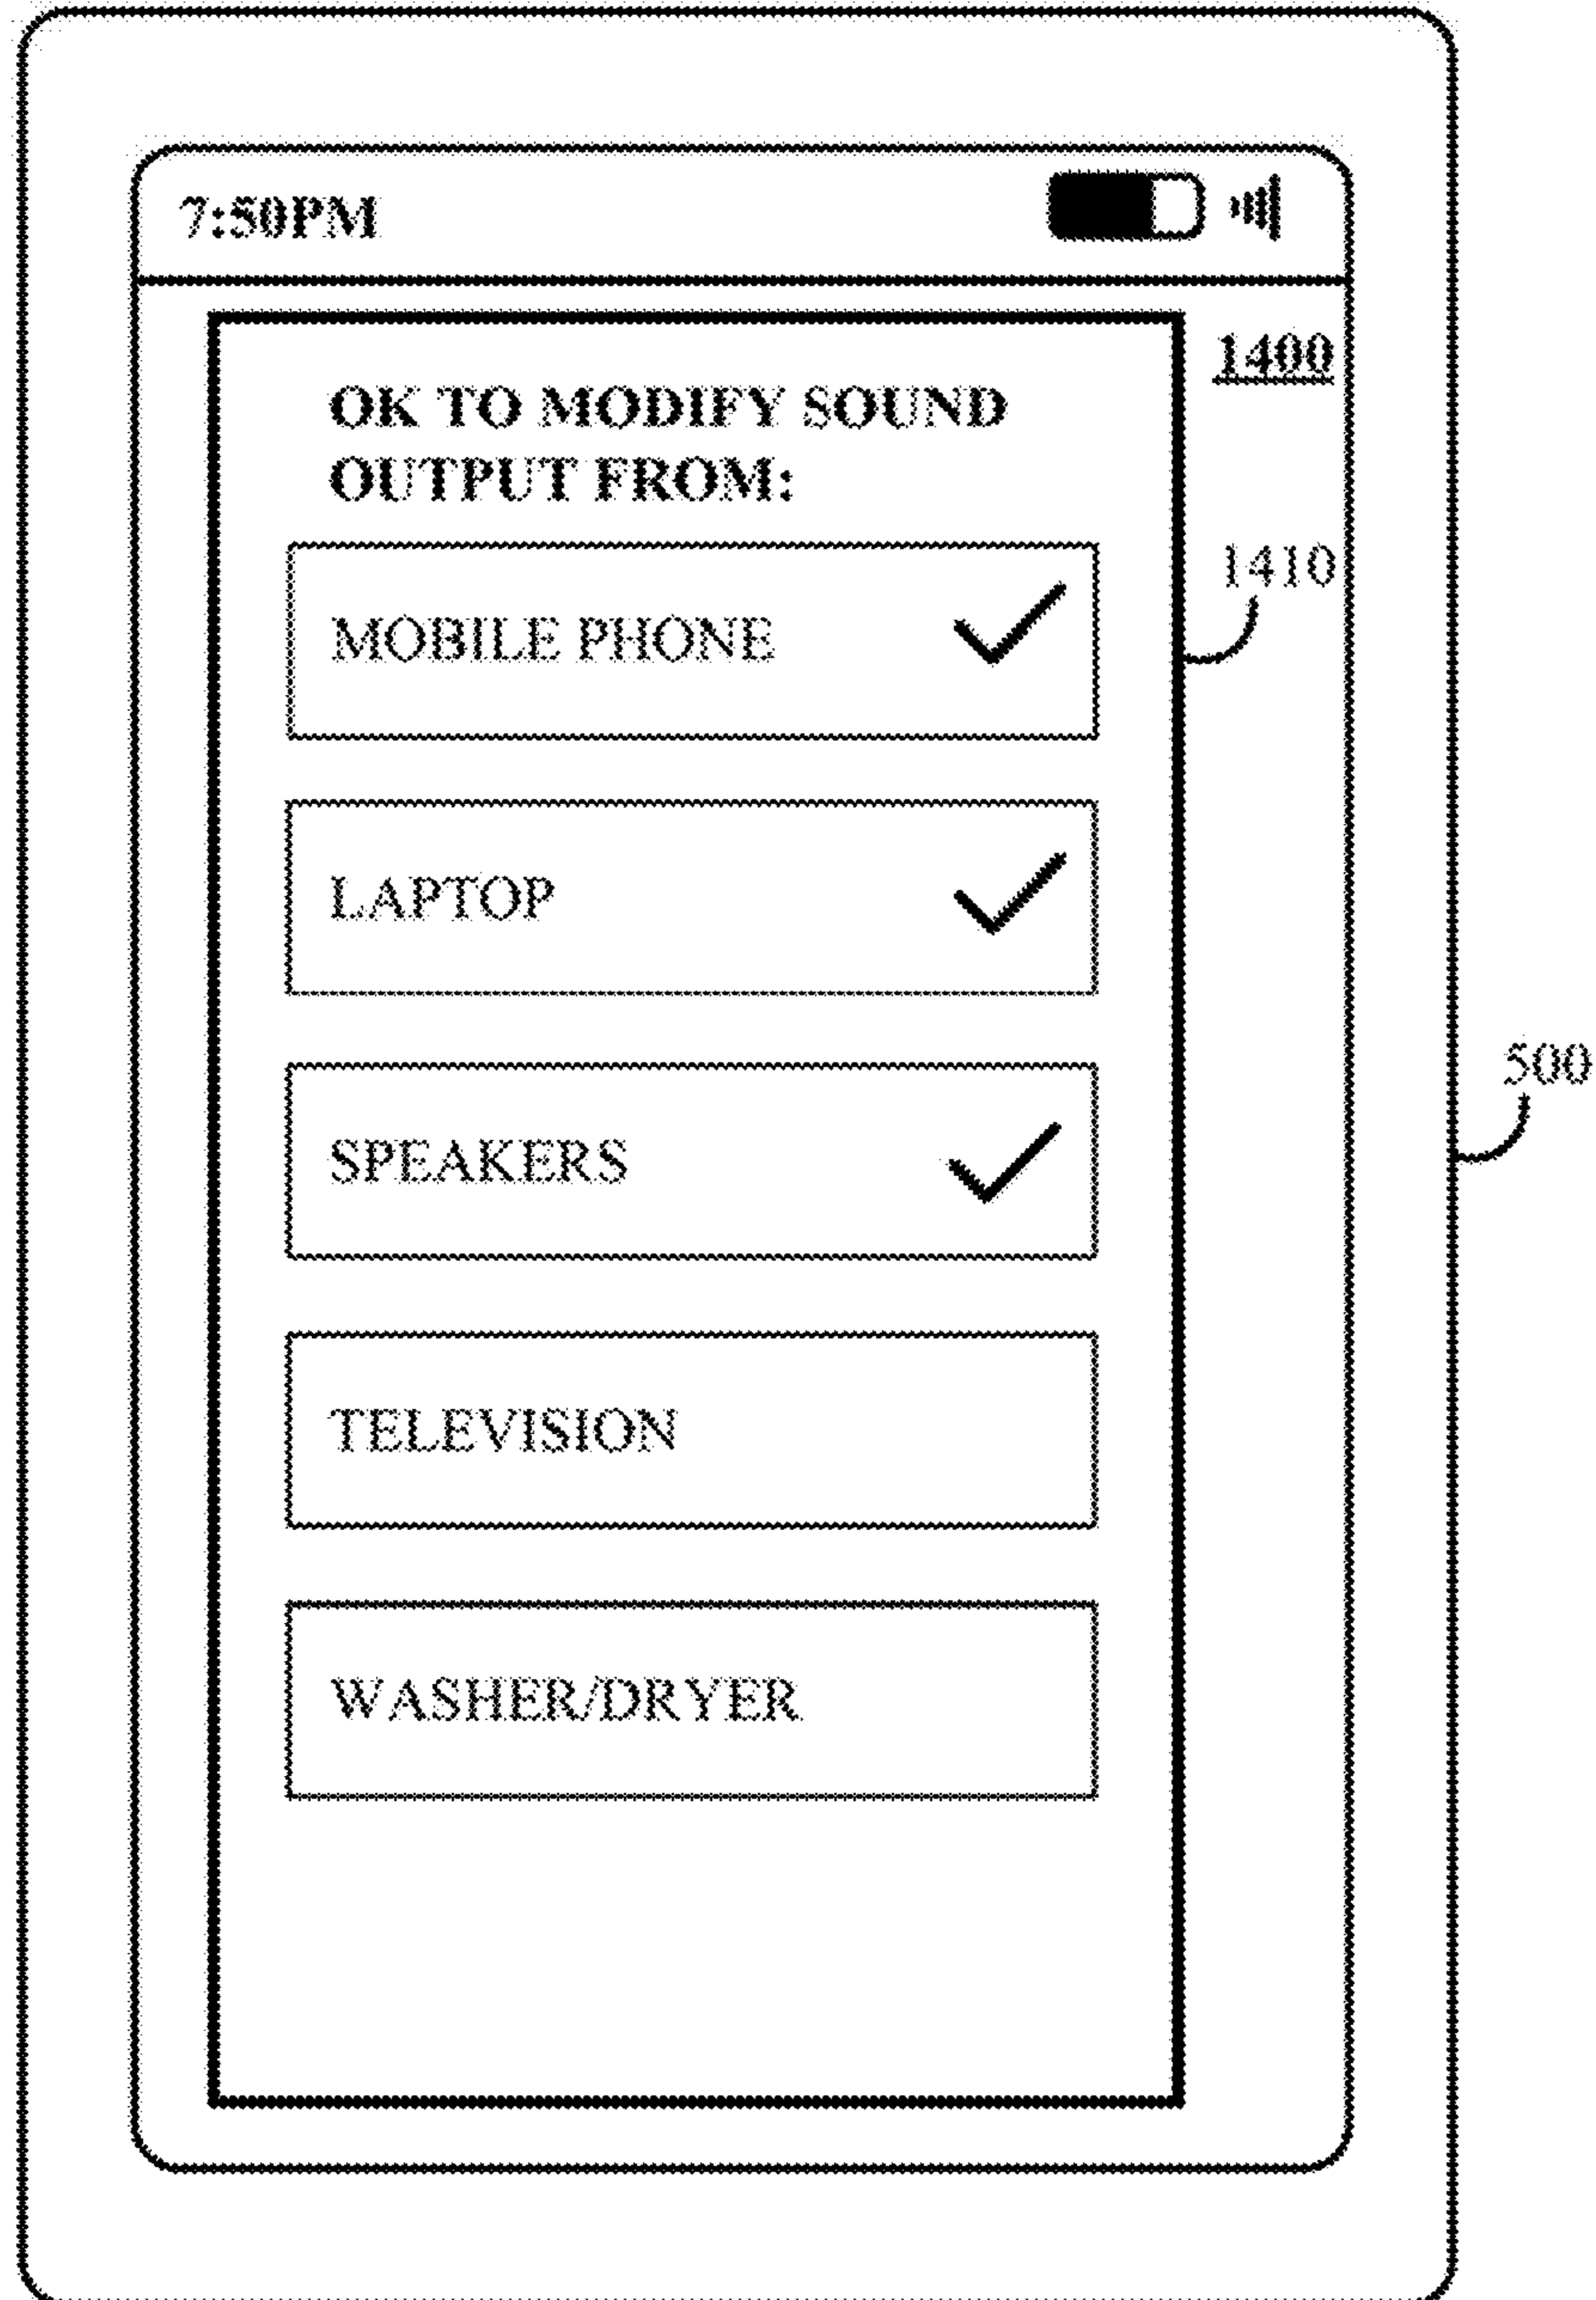 7:50PM
1400
OK TO MODIFY SOUND
OUTPUT FROM:
1410
MOBILE PHONE
LAPTOP
500
SPEAKERS
TELEVISION
WASHER/DRYER